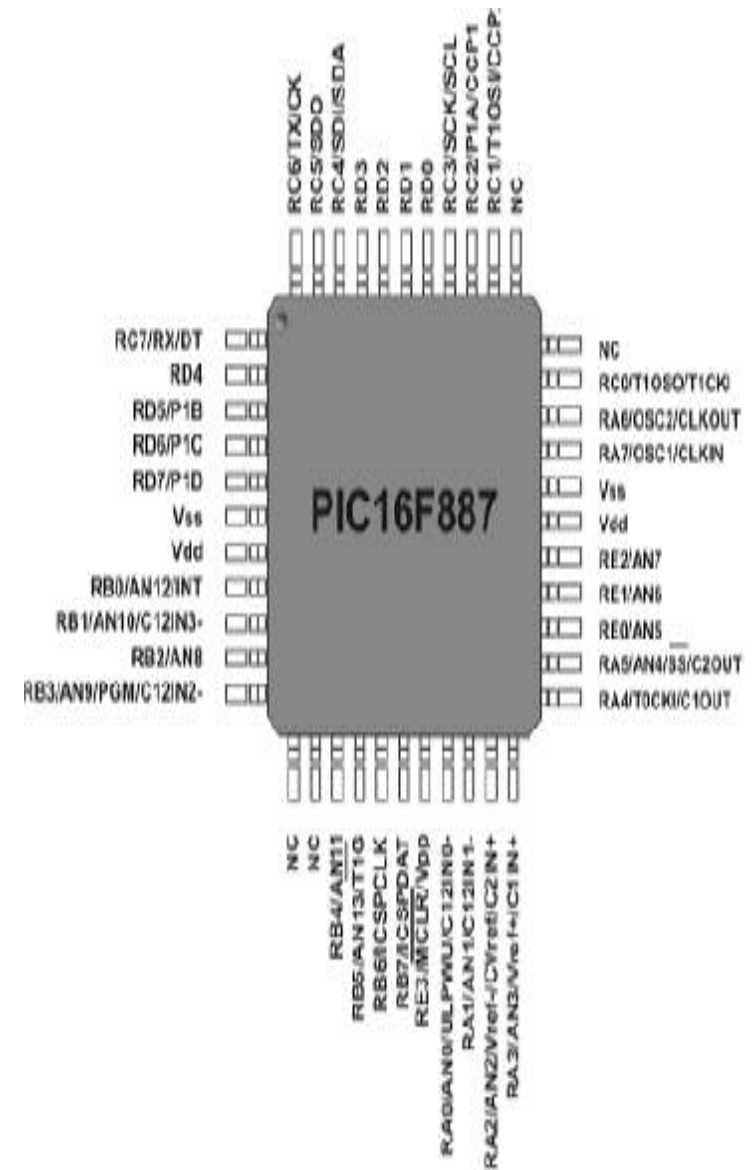 RC6/TX/CK
RC5/SDO
RC4/SDI/SDA
RD3
RD2
RD1
RD0
RC3/SCK/SCL
RC2/P1A/CCP1
RC1/T1OSI/CCP
NC
RC7/RX/DT
RD4
RD5/P1B
RD6/P1C
RD7/P1D
Vss
Vdd
RB0/AN12/INT
RB1/AN10/C12IN3-
RB2/AN8
RB3/AN9/PGM/C12IN2-
PIC16F887
NC
RC0/T1OSO/T1CKI
RA6/OSC2/CLKOUT
RA7/OSC1/CLKIN
Vss
Vdd
RE2/AN7
RE1/AN6
RE0/AN5
RA5/AN4/SS/C2OUT
RA4/T0CKI/C1OUT
NC
NC
RB4/AN11
RB5/AN13/T1G
RB6/ICSPCLK
RB7/ICSPDAT
RE3/MCLR/Vpp
RA0/AN0/ULPWU/C12IN0-
RA1/AN1/C12IN1-
RA2/AN2/Vref-/CVref/C2IN+
RA3/AN3/Vref+/C1IN+